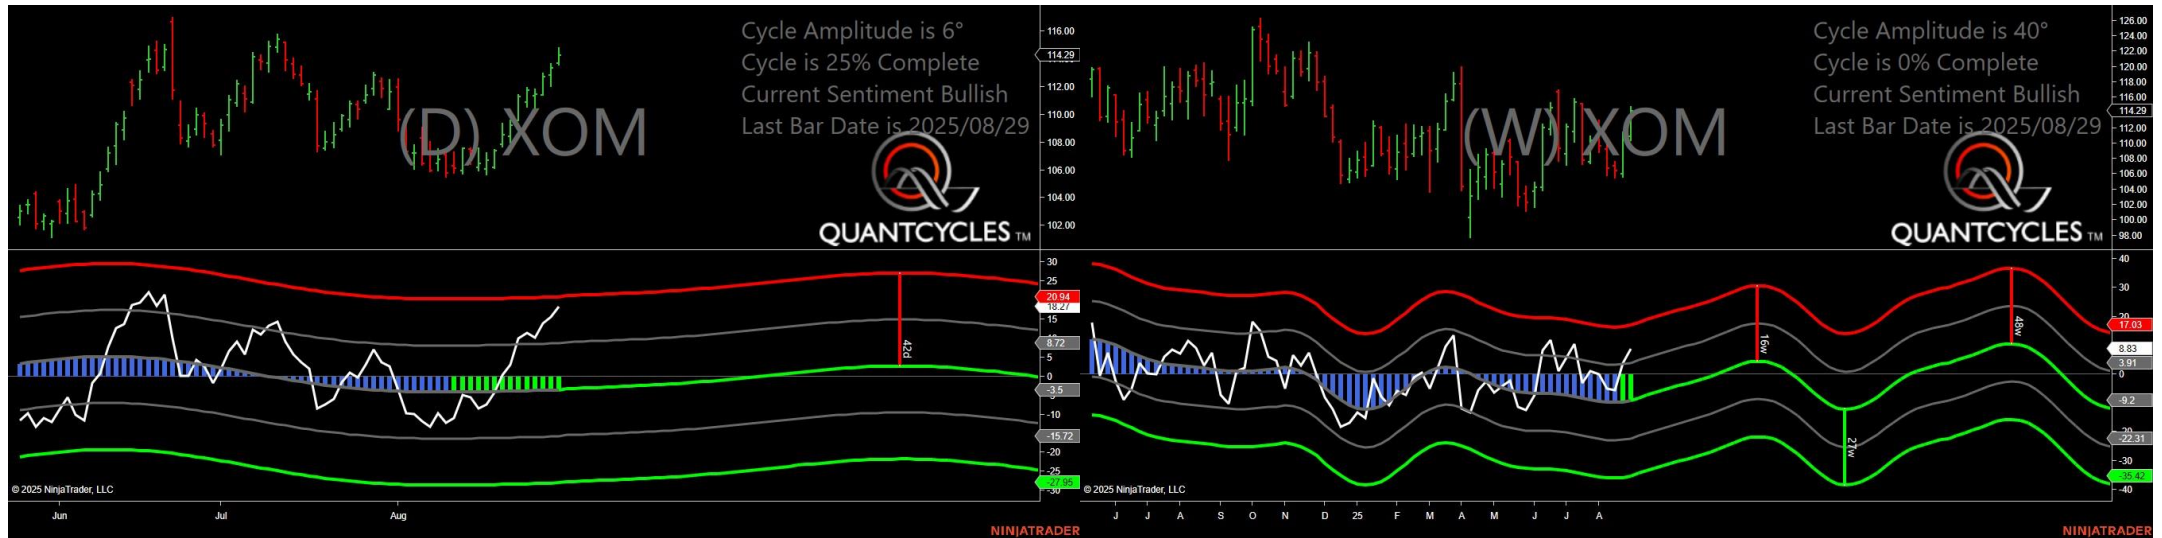 Cycle Amplitude is 6°
Cycle is 25% Complete
Current Sentiment Bullish
Last Bar Date is 2025/08/29
(D) XOM
QUANTCYCLES TM
116.00
114.29
112.00
110.00
108.00
106.00
104.00
102.00
30
25
20.94
18.27
15
8.72
5
0
-3.5
-10
-15.72
-20
-25
-27.95
-30
42d
© 2025 NinjaTrader, LLC
Jun
Jul
Aug
NINJATRADER
Cycle Amplitude is 40°
Cycle is 0% Complete
Current Sentiment Bullish
Last Bar Date is 2025/08/29
(W) XOM
QUANTCYCLES TM
126.00
124.00
122.00
120.00
118.00
116.00
114.29
112.00
110.00
108.00
106.00
104.00
102.00
100.00
98.00
40
30
20
17.03
8.83
3.91
0
-9.2
-22.31
-30
-35.42
-40
16w
27w
48w
© 2025 NinjaTrader, LLC
J
J
A
S
O
N
D
25
F
M
A
M
J
J
A
NINJATRADER